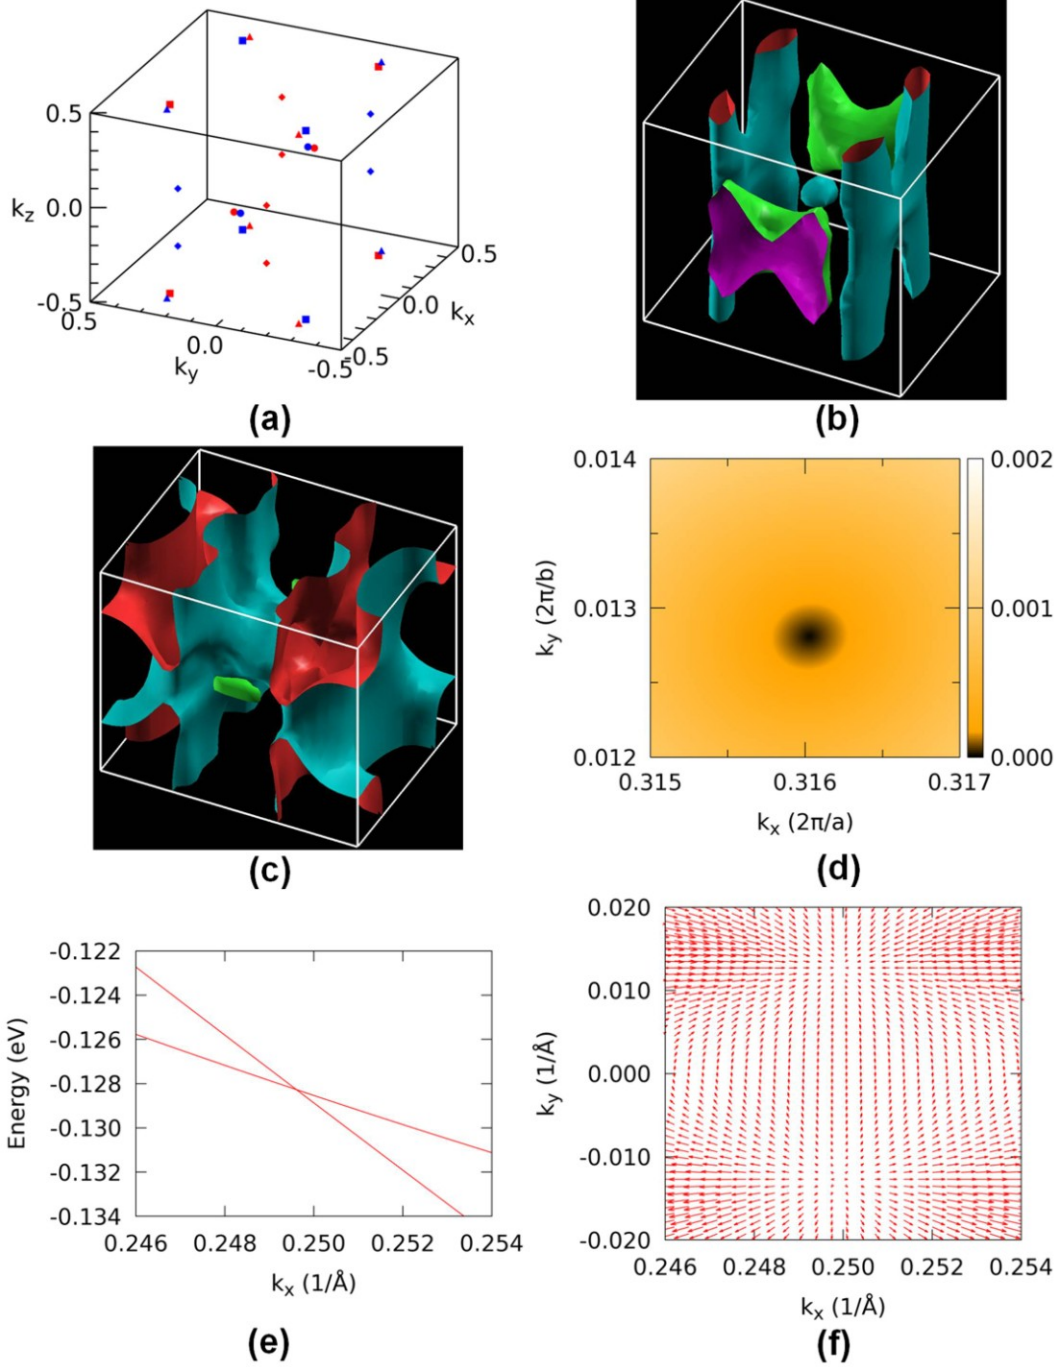 0.5
0.0
-0.5
k_z
0.5
0.0
-0.5
k_y
-0.5
0.0
0.5
k_x
(a)
(b)
(c)
0.014
0.013
0.012
k_y (2π/b)
0.315
0.316
0.317
k_x (2π/a)
0.002
0.001
0.000
(d)
-0.122
-0.124
-0.126
-0.128
-0.130
-0.132
-0.134
Energy (eV)
0.246
0.248
0.250
0.252
0.254
k_x (1/Å)
(e)
0.020
0.010
0.000
-0.010
-0.020
k_y (1/Å)
0.246
0.248
0.250
0.252
0.254
k_x (1/Å)
(f)